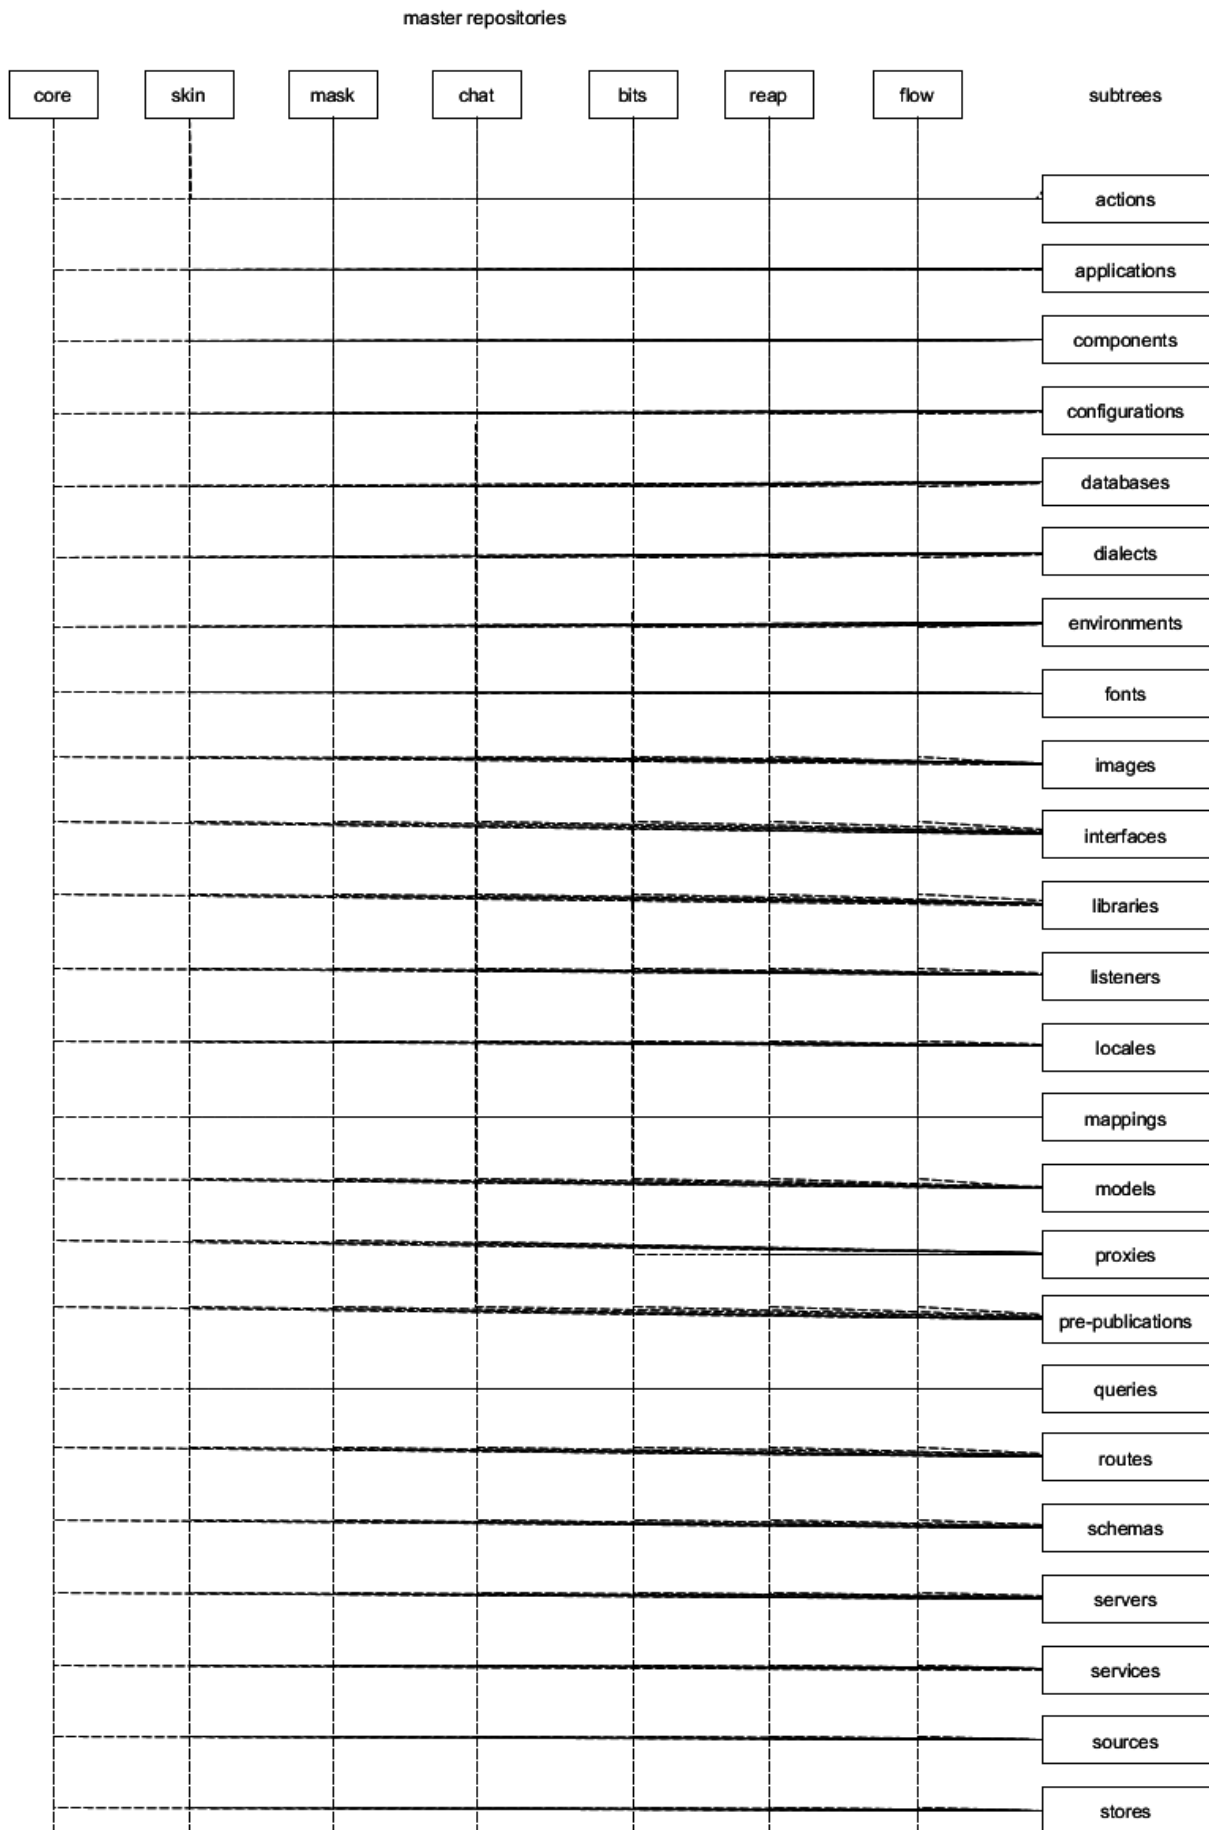 master repositories
core skin mask chat bits reap flow subtrees
actions
applications
components
configurations
databases
dialects
environments
fonts
images
interfaces
libraries
listeners
locales
mappings
models
proxies
pre-publications
queries
routes
schemas
servers
services
sources
stores